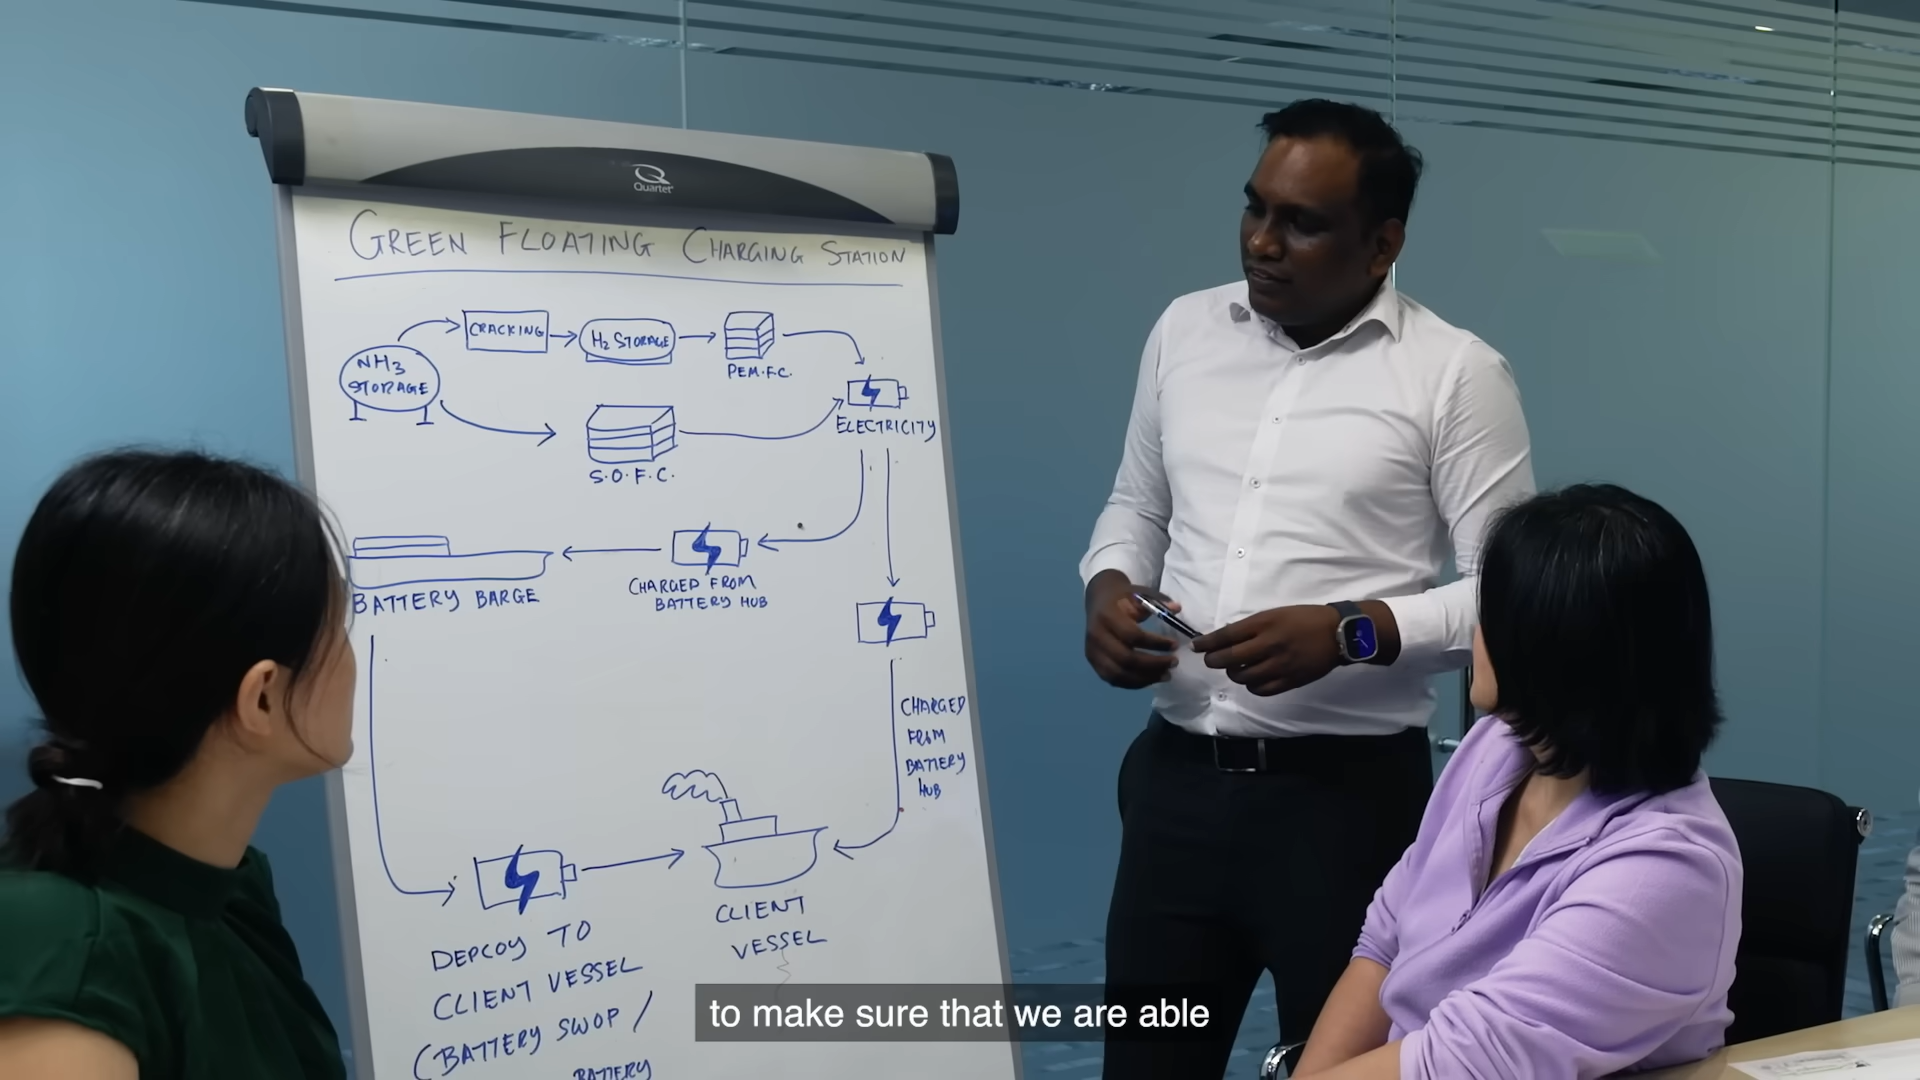 Quartet
GREEN FLOATING CHARGING STATION
CRACKING
H2 STORAGE
PEM.F.C.
NH3
STORAGE
ELECTRICITY
S.O.F.C.
CHARGED FROM
BATTERY HUB
BATTERY BARGE
CHARGED
FROM
BATTERY
HUB
CLIENT
VESSEL
DEPLOY TO
CLIENT VESSEL
(BATTERY SWOP /
BATTERY
to make sure that we are able